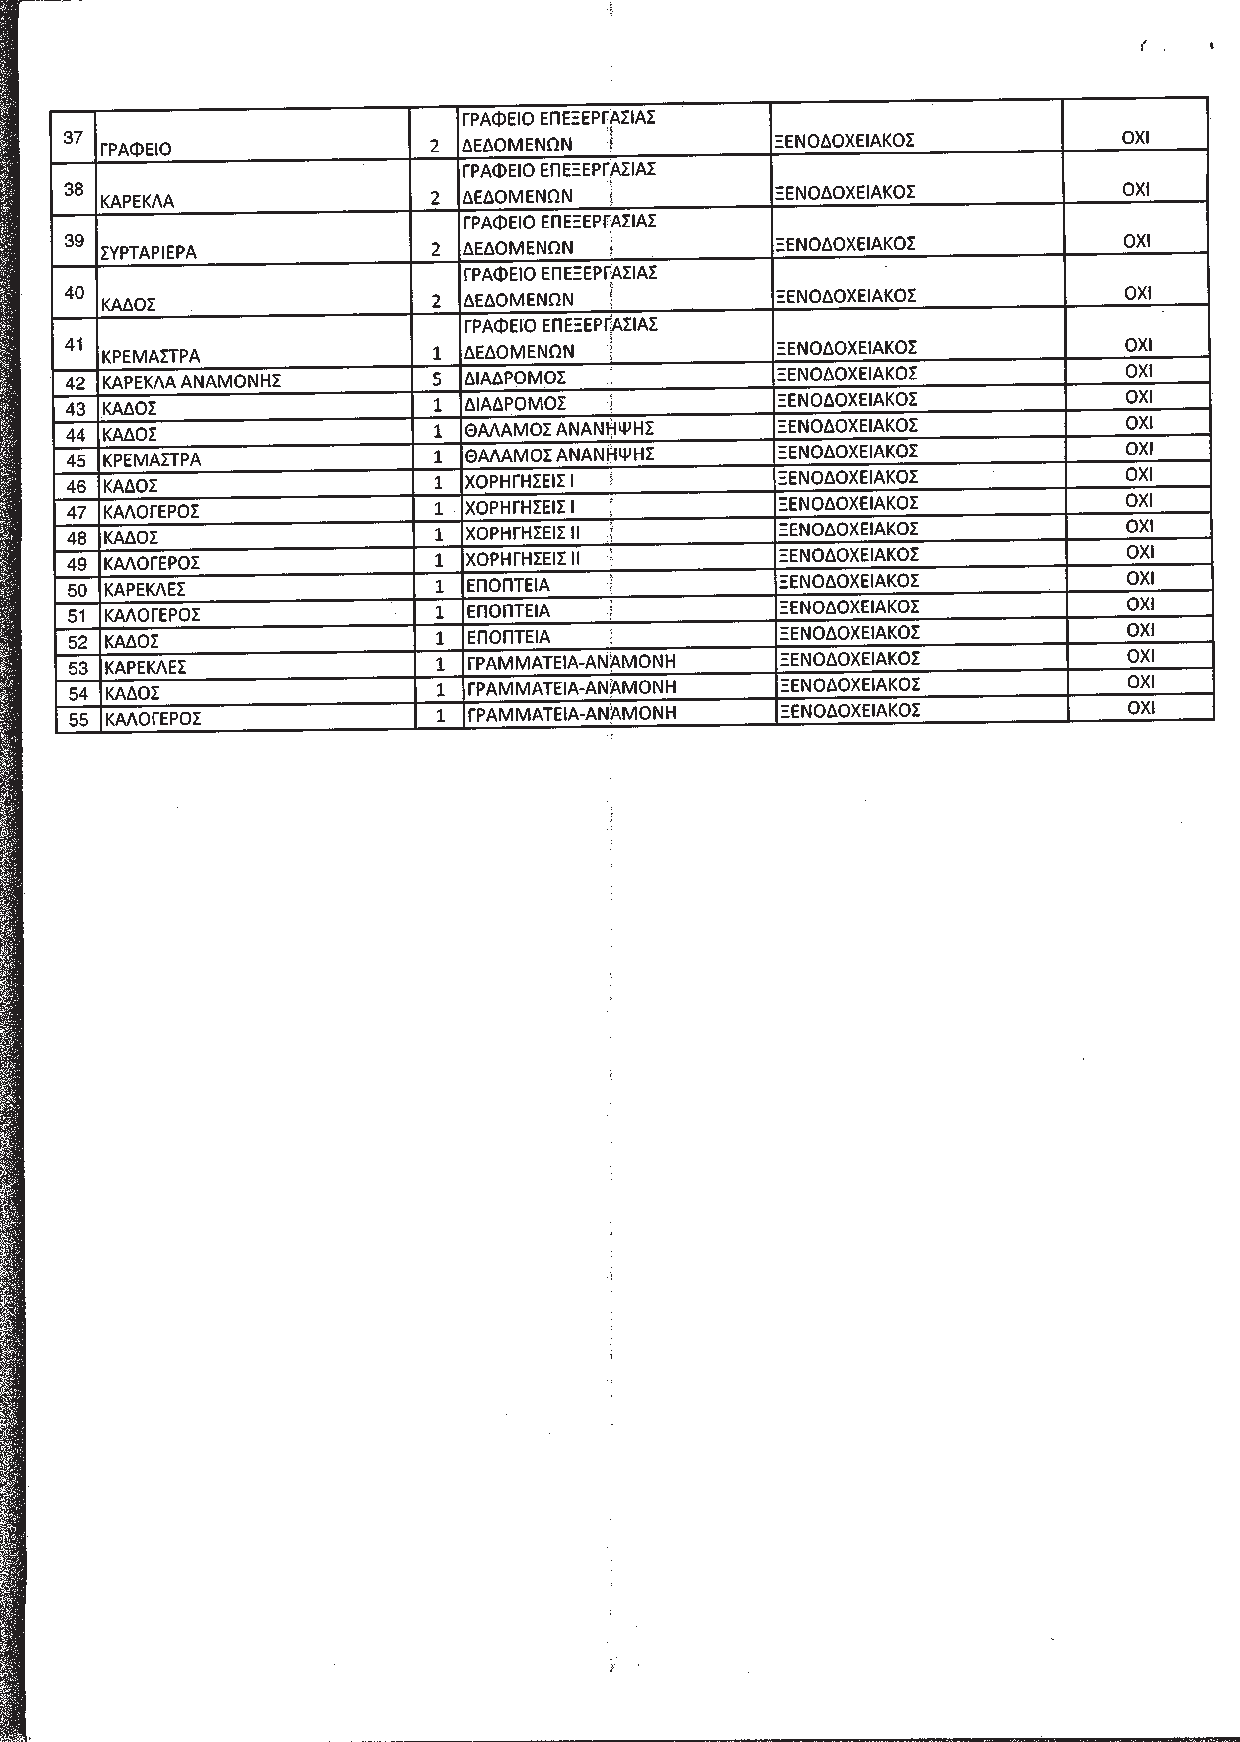 37 ΓΡΑΦΕΙΟ 2 ΓΡΑΦΕΙΟ ΕΠΕΞΕΡΓΑΣΙΑΣ ΔΕΔΟΜΕΝΩΝ ΞΕΝΟΔΟΧΕΙΑΚΟΣ ΟΧΙ
38 ΚΑΡΕΚΛΑ 2 ΓΡΑΦΕΙΟ ΕΠΕΞΕΡΓΑΣΙΑΣ ΔΕΔΟΜΕΝΩΝ ΞΕΝΟΔΟΧΕΙΑΚΟΣ ΟΧΙ
39 ΣΥΡΤΑΡΙΕΡΑ 2 ΓΡΑΦΕΙΟ ΕΠΕΞΕΡΓΑΣΙΑΣ ΔΕΔΟΜΕΝΩΝ ΞΕΝΟΔΟΧΕΙΑΚΟΣ ΟΧΙ
40 ΚΑΔΟΣ 2 ΓΡΑΦΕΙΟ ΕΠΕΞΕΡΓΑΣΙΑΣ ΔΕΔΟΜΕΝΩΝ ΞΕΝΟΔΟΧΕΙΑΚΟΣ ΟΧΙ
41 ΚΡΕΜΑΣΤΡΑ 1 ΓΡΑΦΕΙΟ ΕΠΕΞΕΡΓΑΣΙΑΣ ΔΕΔΟΜΕΝΩΝ ΞΕΝΟΔΟΧΕΙΑΚΟΣ ΟΧΙ
42 ΚΑΡΕΚΛΑ ΑΝΑΜΟΝΗΣ 5 ΔΙΑΔΡΟΜΟΣ ΞΕΝΟΔΟΧΕΙΑΚΟΣ ΟΧΙ
43 ΚΑΔΟΣ 1 ΔΙΑΔΡΟΜΟΣ ΞΕΝΟΔΟΧΕΙΑΚΟΣ ΟΧΙ
44 ΚΑΔΟΣ 1 ΘΑΛΑΜΟΣ ΑΝΑΝΗΨΗΣ ΞΕΝΟΔΟΧΕΙΑΚΟΣ ΟΧΙ
45 ΚΡΕΜΑΣΤΡΑ 1 ΘΑΛΑΜΟΣ ΑΝΑΝΗΨΗΣ ΞΕΝΟΔΟΧΕΙΑΚΟΣ ΟΧΙ
46 ΚΑΔΟΣ 1 ΧΟΡΗΓΗΣΕΙΣ Ι ΞΕΝΟΔΟΧΕΙΑΚΟΣ ΟΧΙ
47 ΚΑΛΟΓΕΡΟΣ 1 ΧΟΡΗΓΗΣΕΙΣ Ι ΞΕΝΟΔΟΧΕΙΑΚΟΣ ΟΧΙ
48 ΚΑΔΟΣ 1 ΧΟΡΗΓΗΣΕΙΣ ΙΙ ΞΕΝΟΔΟΧΕΙΑΚΟΣ ΟΧΙ
49 ΚΑΛΟΓΕΡΟΣ 1 ΧΟΡΗΓΗΣΕΙΣ ΙΙ ΞΕΝΟΔΟΧΕΙΑΚΟΣ ΟΧΙ
50 ΚΑΡΕΚΛΕΣ 1 ΕΠΟΠΤΕΙΑ ΞΕΝΟΔΟΧΕΙΑΚΟΣ ΟΧΙ
51 ΚΑΛΟΓΕΡΟΣ 1 ΕΠΟΠΤΕΙΑ ΞΕΝΟΔΟΧΕΙΑΚΟΣ ΟΧΙ
52 ΚΑΔΟΣ 1 ΕΠΟΠΤΕΙΑ ΞΕΝΟΔΟΧΕΙΑΚΟΣ ΟΧΙ
53 ΚΑΡΕΚΛΕΣ 1 ΓΡΑΜΜΑΤΕΙΑ-ΑΝΑΜΟΝΗ ΞΕΝΟΔΟΧΕΙΑΚΟΣ ΟΧΙ
54 ΚΑΔΟΣ 1 ΓΡΑΜΜΑΤΕΙΑ-ΑΝΑΜΟΝΗ ΞΕΝΟΔΟΧΕΙΑΚΟΣ ΟΧΙ
55 ΚΑΛΟΓΕΡΟΣ 1 ΓΡΑΜΜΑΤΕΙΑ-ΑΝΑΜΟΝΗ ΞΕΝΟΔΟΧΕΙΑΚΟΣ ΟΧΙ